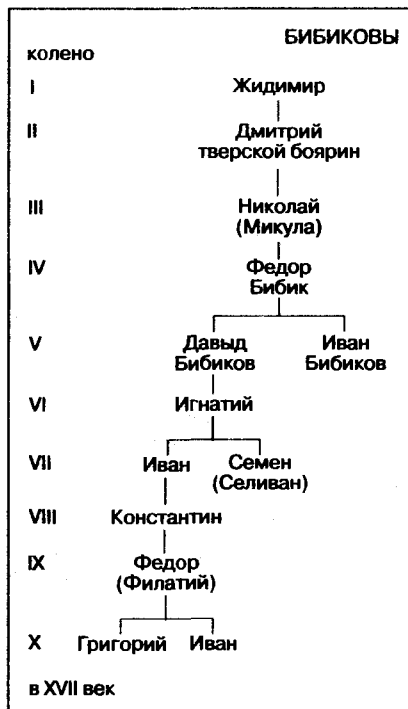 БИБИКОВЫ
колено
I Жидимир
II Дмитрий
тверской боярин
III Николай
(Микула)
IV Федор
Бибик
V Давыд Иван
Бибиков Бибиков
VI Игнатий
VII Иван Семен
(Селиван)
VIII Константин
IX Федор
(Филатий)
X Григорий Иван
в XVII век